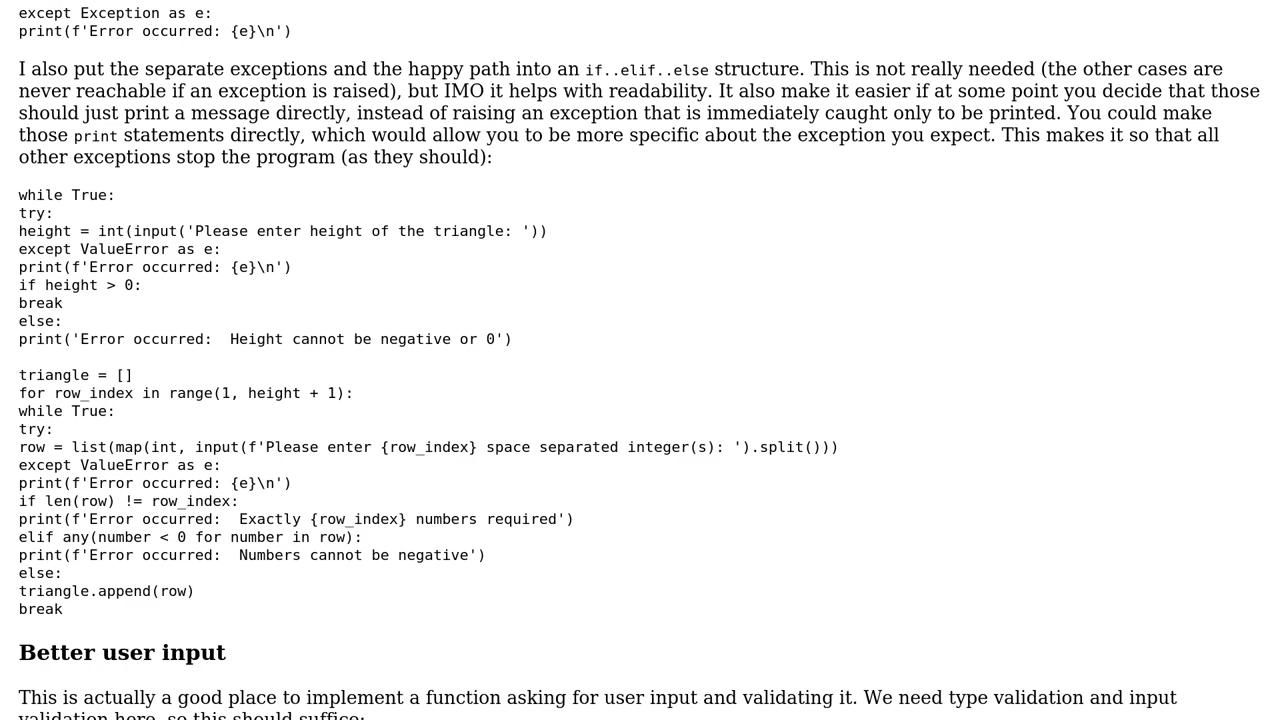 except Exception as e:
print(f'Error occurred: {e}\n')
I also put the separate exceptions and the happy path into an if..elif..else structure. This is not really needed (the other cases are
never reachable if an exception is raised), but IMO it helps with readability. It also make it easier if at some point you decide that those
should just print a message directly, instead of raising an exception that is immediately caught only to be printed. You could make
those print statements directly, which would allow you to be more specific about the exception you expect. This makes it so that all
other exceptions stop the program (as they should):
while True:
try:
height = int(input('Please enter height of the triangle: '))
except ValueError as e:
print(f'Error occurred: {e}\n')
if height > 0:
break
else:
print('Error occurred:  Height cannot be negative or 0')
triangle = []
for row_index in range(1, height + 1):
while True:
try:
row = list(map(int, input(f'Please enter {row_index} space separated integer(s): ').split()))
except ValueError as e:
print(f'Error occurred: {e}\n')
if len(row) != row_index:
print(f'Error occurred:  Exactly {row_index} numbers required')
elif any(number < 0 for number in row):
print(f'Error occurred:  Numbers cannot be negative')
else:
triangle.append(row)
break
Better user input
This is actually a good place to implement a function asking for user input and validating it. We need type validation and input
validation here, so this should suffice: